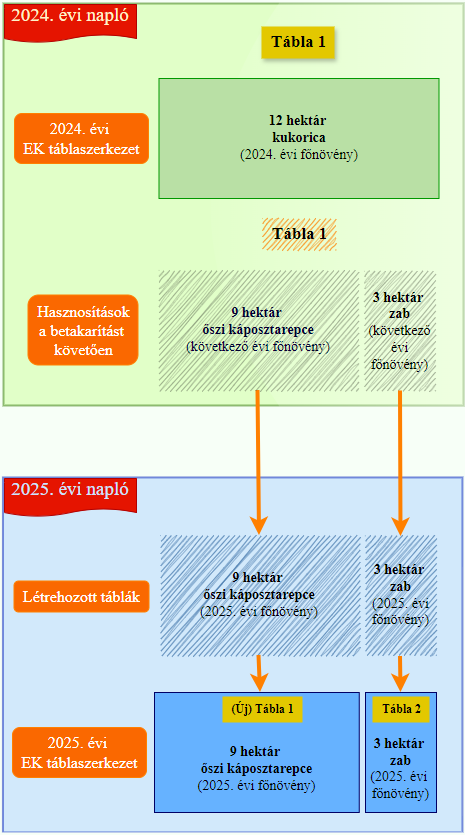 2024. évi napló
Tábla 1
2024. évi
EK táblaszerkezet
12 hektár
kukorica
(2024. évi főnövény)
Tábla 1
Hasznosítások
a betakarítást
követően
9 hektár
őszi káposztarepce
(következő évi főnövény)
3 hektár
zab
(következő
évi
főnövény)
2025. évi napló
Létrehozott táblák
9 hektár
őszi káposztarepce
(2025. évi főnövény)
3 hektár
zab
(2025. évi
főnövény)
2025. évi
EK táblaszerkezet
(Új) Tábla 1
9 hektár
őszi káposztarepce
(2025. évi főnövény)
Tábla 2
3 hektár
zab
(2025. évi
főnövény)